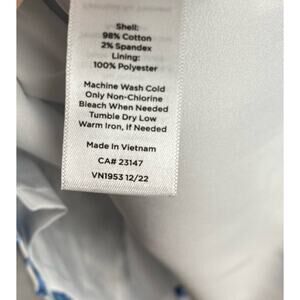 Shell:
98% Cotton
2% Spandex
Lining:
100% Polyester
Machine Wash Cold
Only Non-Chlorine
Bleach When Needed
Tumble Dry Low
Warm Iron, If Needed
Made In Vietnam
CA# 23147
VN1953 12/22